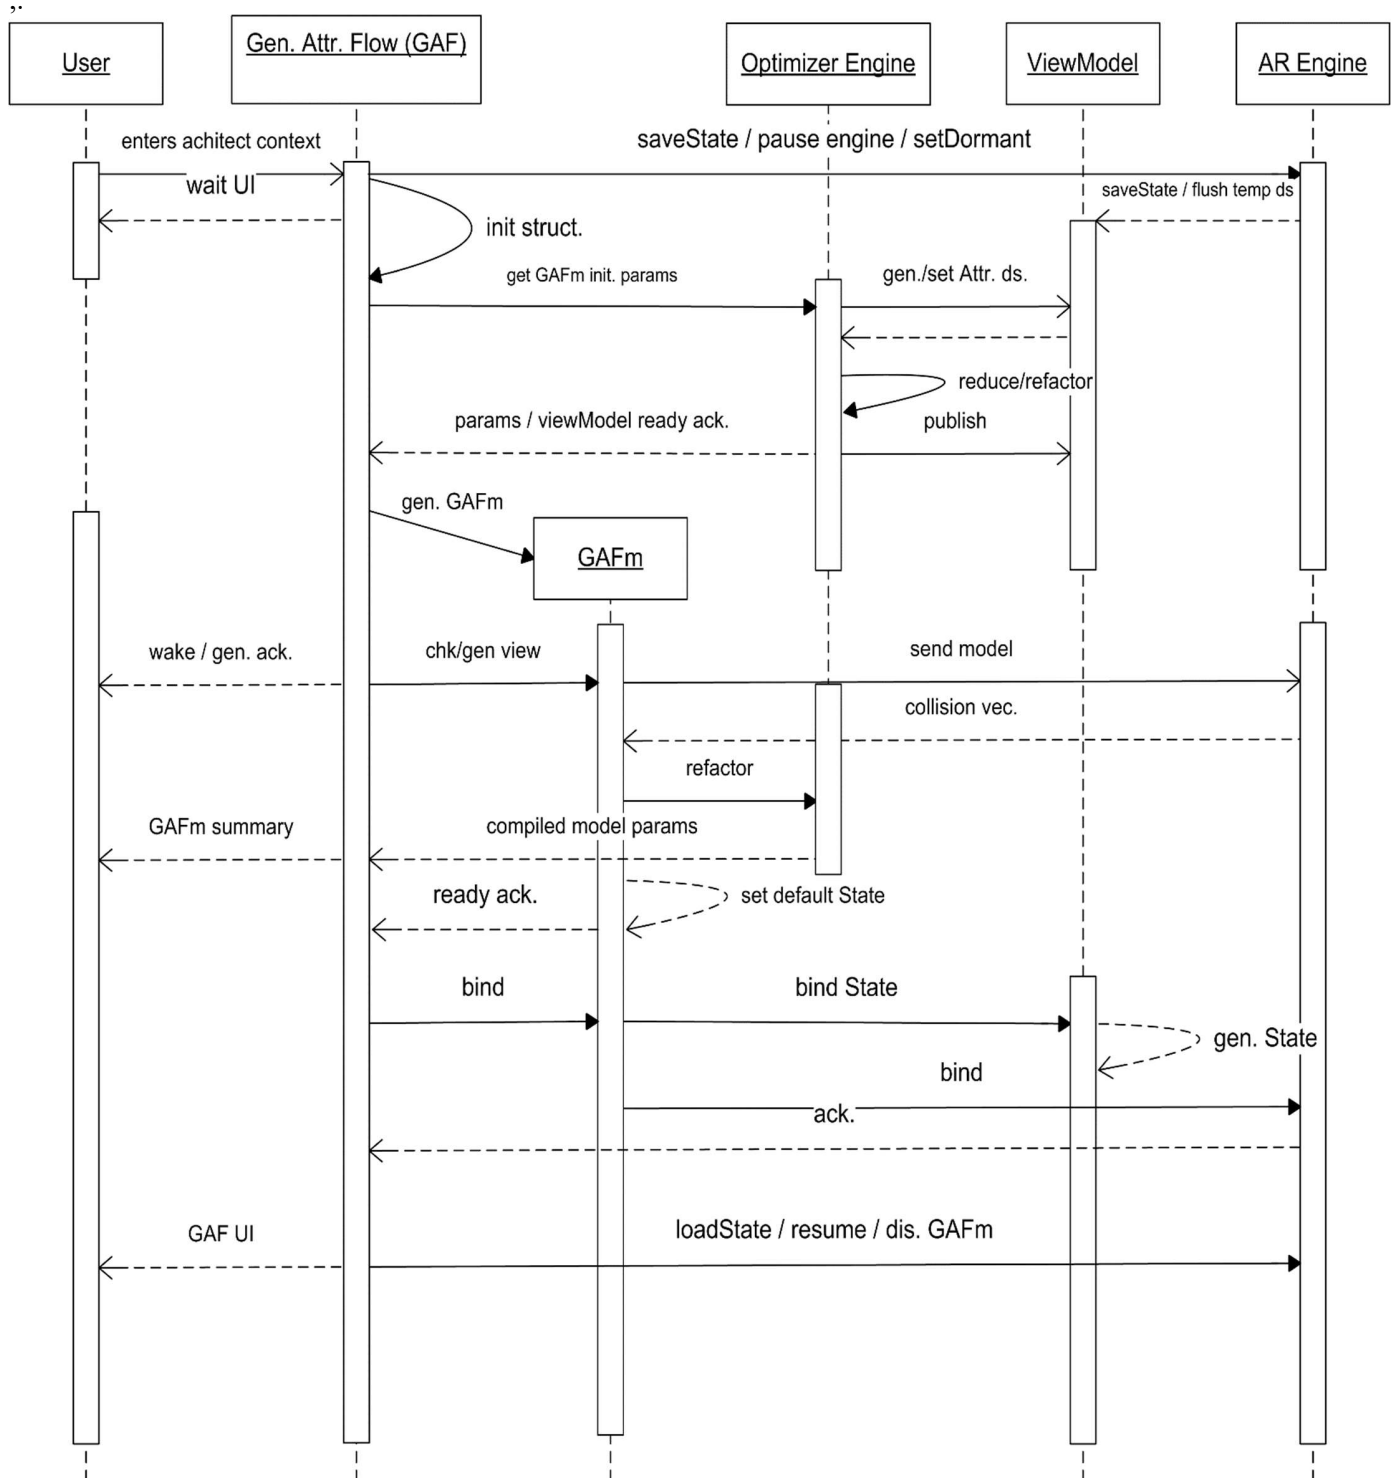 ,.
User
Gen. Attr. Flow (GAF)
Optimizer Engine
ViewModel
AR Engine
enters achitect context
saveState / pause engine / setDormant
wait UI
saveState / flush temp ds
init struct.
get GAFm init. params
gen./set Attr. ds.
reduce/refactor
params / viewModel ready ack.
publish
gen. GAFm
GAFm
wake / gen. ack.
chk/gen view
send model
collision vec.
refactor
GAFm summary
compiled model params
ready ack.
set default State
bind
bind State
gen. State
bind
ack.
GAF UI
loadState / resume / dis. GAFm